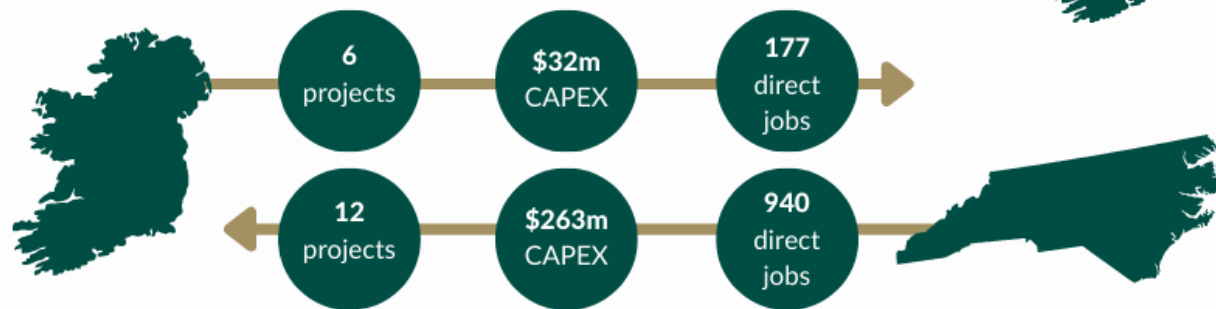 6
projects
$32m
CAPEX
177
direct
jobs
12
projects
$263m
CAPEX
940
direct
jobs